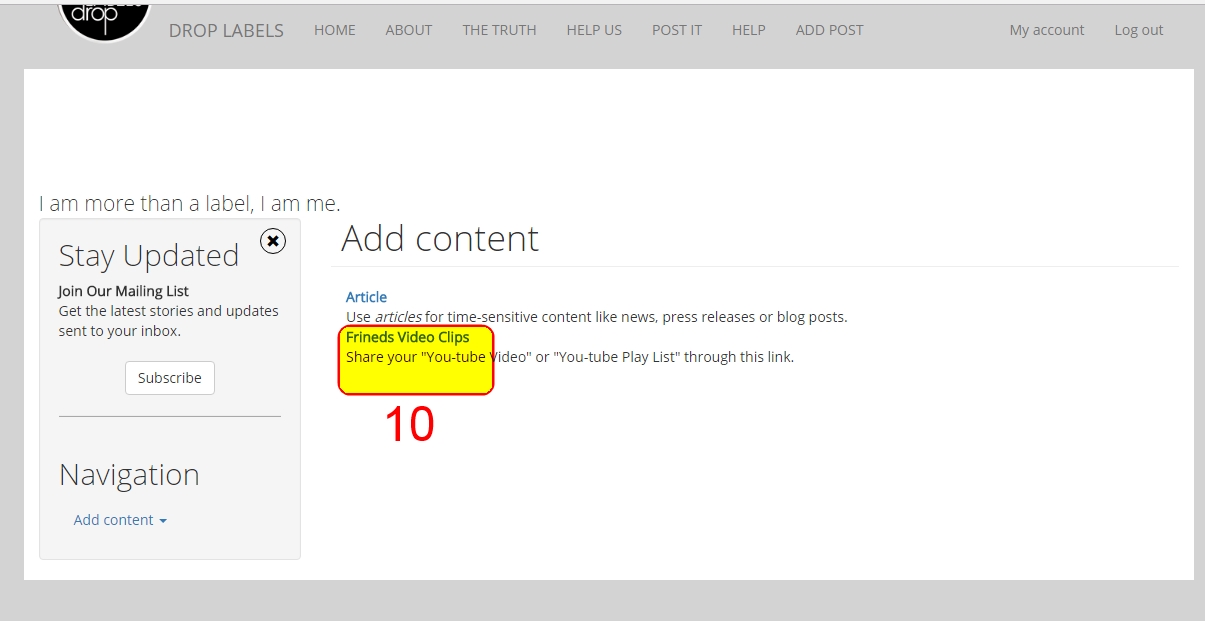 drop
DROP LABELS HOME ABOUT THE TRUTH HELP US POST IT HELP ADD POST My account Log out
I am more than a label, I am me.
Stay Updated
Join Our Mailing List
Get the latest stories and updates
sent to your inbox.
Subscribe
Navigation
Add content
Add content
Article
Use articles for time-sensitive content like news, press releases or blog posts.
Frineds Video Clips
Share your "You-tube Video" or "You-tube Play List" through this link.
10